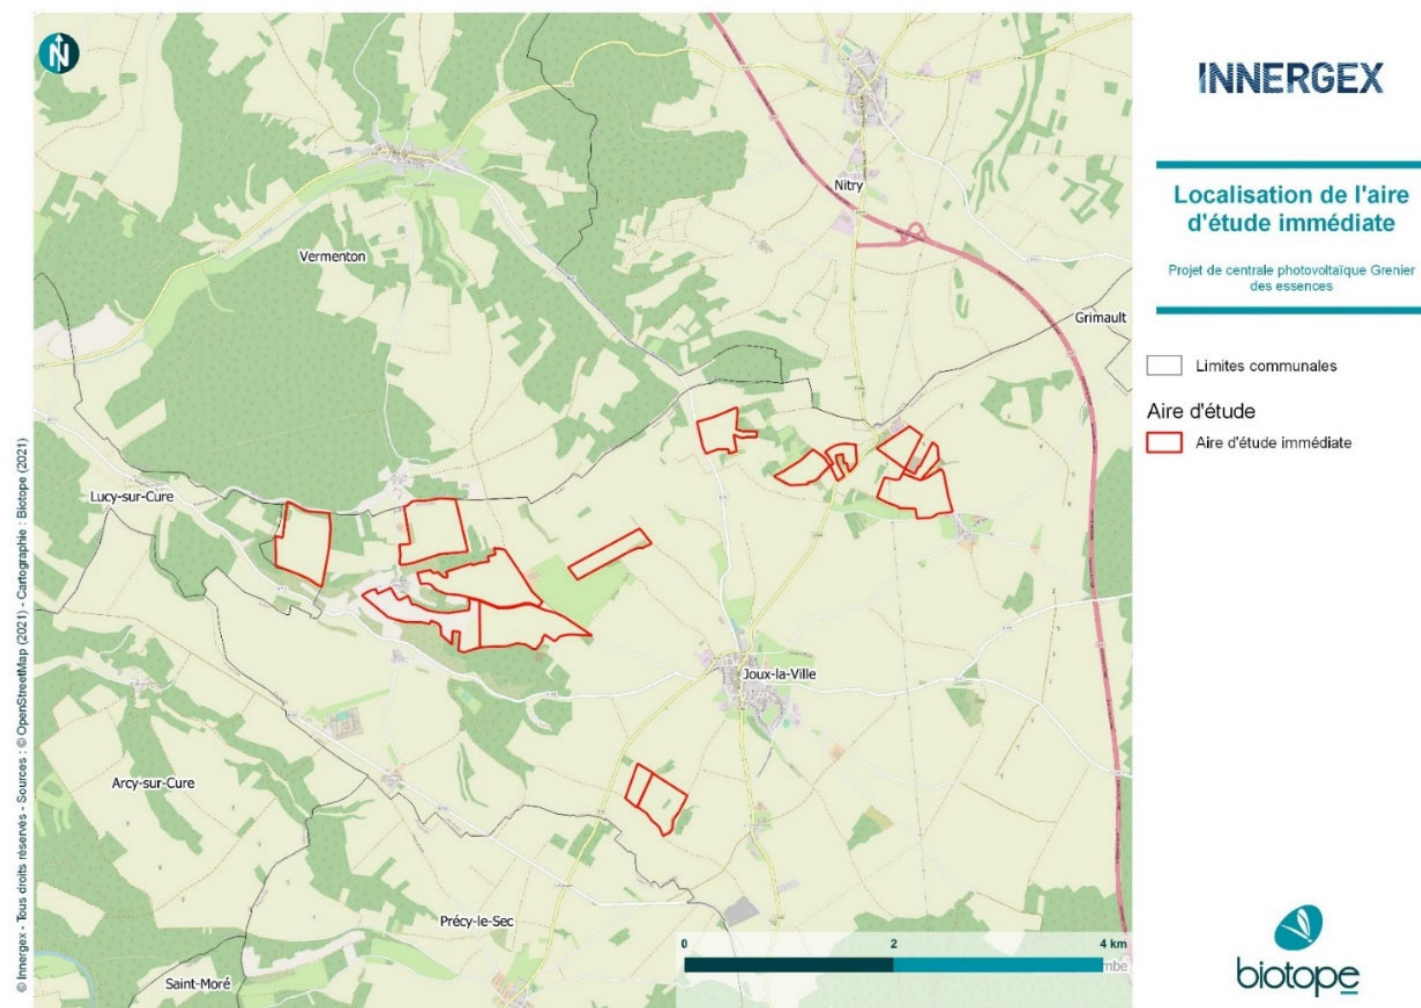 INNERGEX
Localisation de l'aire
d'étude immédiate
Projet de centrale photovoltaïque Grenier
des essences
Limites communales
Aire d'étude
Aire d'étude immédiate
biotope
© Innergex - Tous droits réservés - Sources : © OpenStreetMap (2021) - Cartographie : Biotope (2021)
N
Nitry
Vermenton
Grimault
Lucy-sur-Cure
Joux-la-Ville
Arcy-sur-Cure
Précy-le-Sec
Saint-Moré
0
2
4 km
mbe